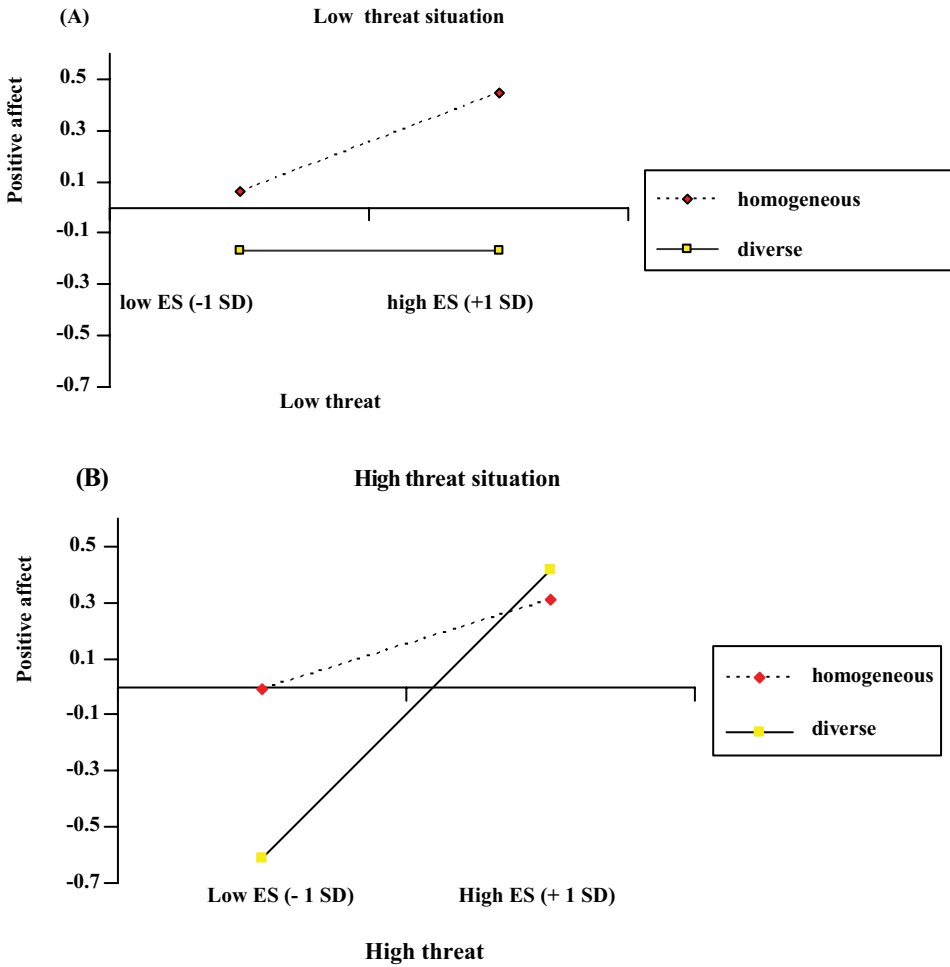 (A) Low threat situation
Positive affect
0.5
0.3
0.1
-0.1
-0.3
-0.5
-0.7
low ES (-1 SD) high ES (+1 SD)
Low threat
homogeneous
diverse
(B) High threat situation
Positive affect
0.5
0.3
0.1
-0.1
-0.3
-0.5
-0.7
Low ES (- 1 SD) High ES (+ 1 SD)
High threat
homogeneous
diverse